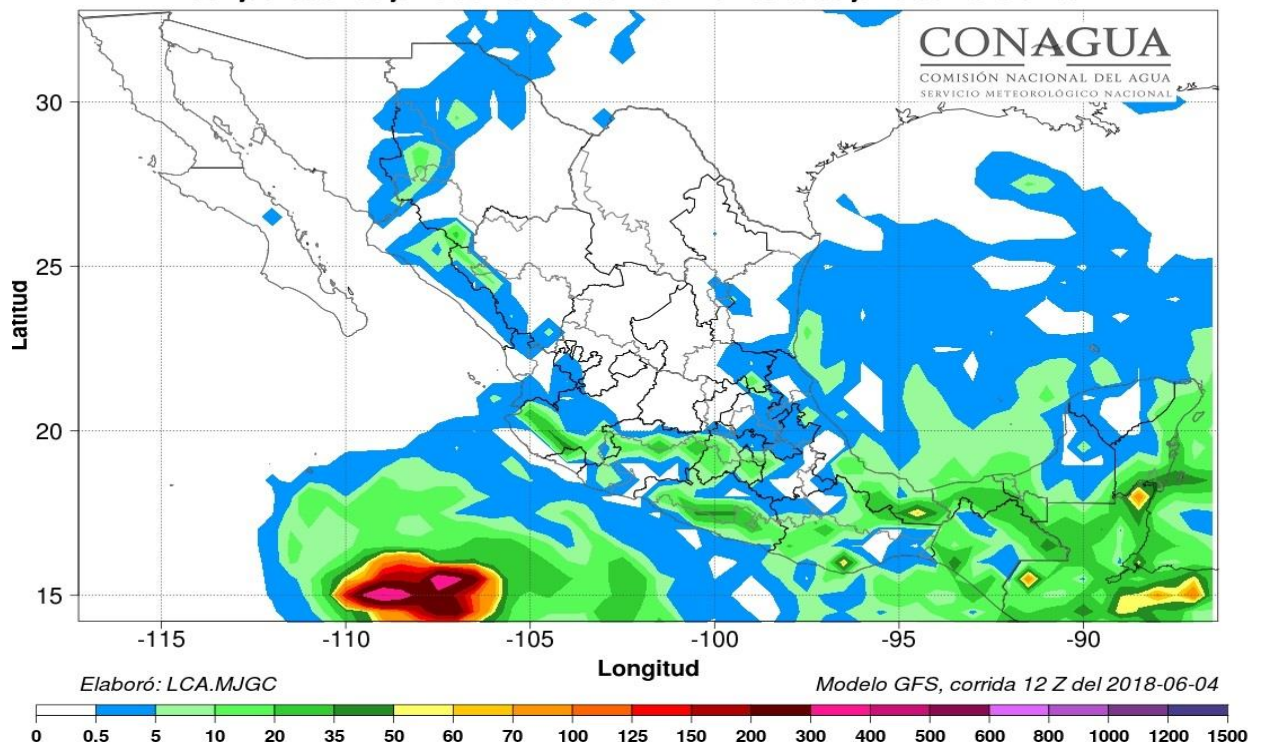 CONAGUA
COMISIÓN NACIONAL DEL AGUA
SERVICIO METEOROLÓGICO NACIONAL
30
25
20
15
Latitud
-115 -110 -105 -100 -95 -90
Longitud
Elaboró: LCA.MJGC Modelo GFS, corrida 12 Z del 2018-06-04
0 0.5 5 10 20 35 50 60 70 100 125 150 200 300 400 500 600 800 1000 1200 1500